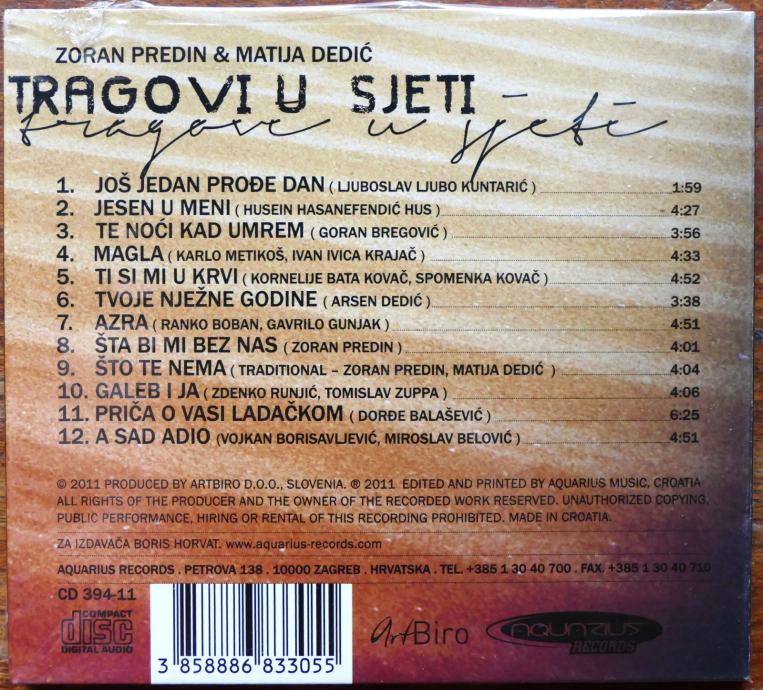 ZORAN PREDIN & MATIJA DEDIĆ
TRAGOVI U SJETI
tragovi u sjeti
1. JOŠ JEDAN PROĐE DAN ( LJUBOSLAV LJUBO KUNTARIĆ ) 1:59
2. JESEN U MENI ( HUSEIN HASANEFENDIĆ HUS ) 4:27
3. TE NOĆI KAD UMREM ( GORAN BREGOVIĆ ) 3:56
4. MAGLA ( KARLO METIKOŠ, IVAN IVICA KRAJAČ ) 4:33
5. TI SI MI U KRVI ( KORNELIJE BATA KOVAČ, SPOMENKA KOVAČ ) 4:52
6. TVOJE NJEŽNE GODINE ( ARSEN DEDIĆ ) 3:38
7. AZRA ( RANKO BOBAN, GAVRILO GUNJAK ) 4:51
8. ŠTA BI MI BEZ NAS ( ZORAN PREDIN ) 4:01
9. ŠTO TE NEMA ( TRADITIONAL – ZORAN PREDIN, MATIJA DEDIĆ ) 4:04
10. GALEB I JA ( ZDENKO RUNJIĆ, TOMISLAV ZUPPA ) 4:06
11. PRIČA O VASI LADAČKOM ( ĐORĐE BALAŠEVIĆ ) 6:25
12. A SAD ADIO (VOJKAN BORISAVLJEVIĆ, MIROSLAV BELOVIĆ ) 4:51
© 2011 PRODUCED BY ARTBIRO D.O.O., SLOVENIA. ® 2011 EDITED AND PRINTED BY AQUARIUS MUSIC, CROATIA
ALL RIGHTS OF THE PRODUCER AND THE OWNER OF THE RECORDED WORK RESERVED. UNAUTHORIZED COPYING,
PUBLIC PERFORMANCE, HIRING OR RENTAL OF THIS RECORDING PROHIBITED. MADE IN CROATIA.
ZA IZDAVAČA BORIS HORVAT. www.aquarius-records.com
AQUARIUS RECORDS . PETROVA 138 . 10000 ZAGREB . HRVATSKA . TEL. +385 1 30 40 700 . FAX. +385 1 30 40 710
CD 394-11
COMPACT
disc
DIGITAL AUDIO
3 858886 833055
ArtBiro
AQUARIUS
RECORDS